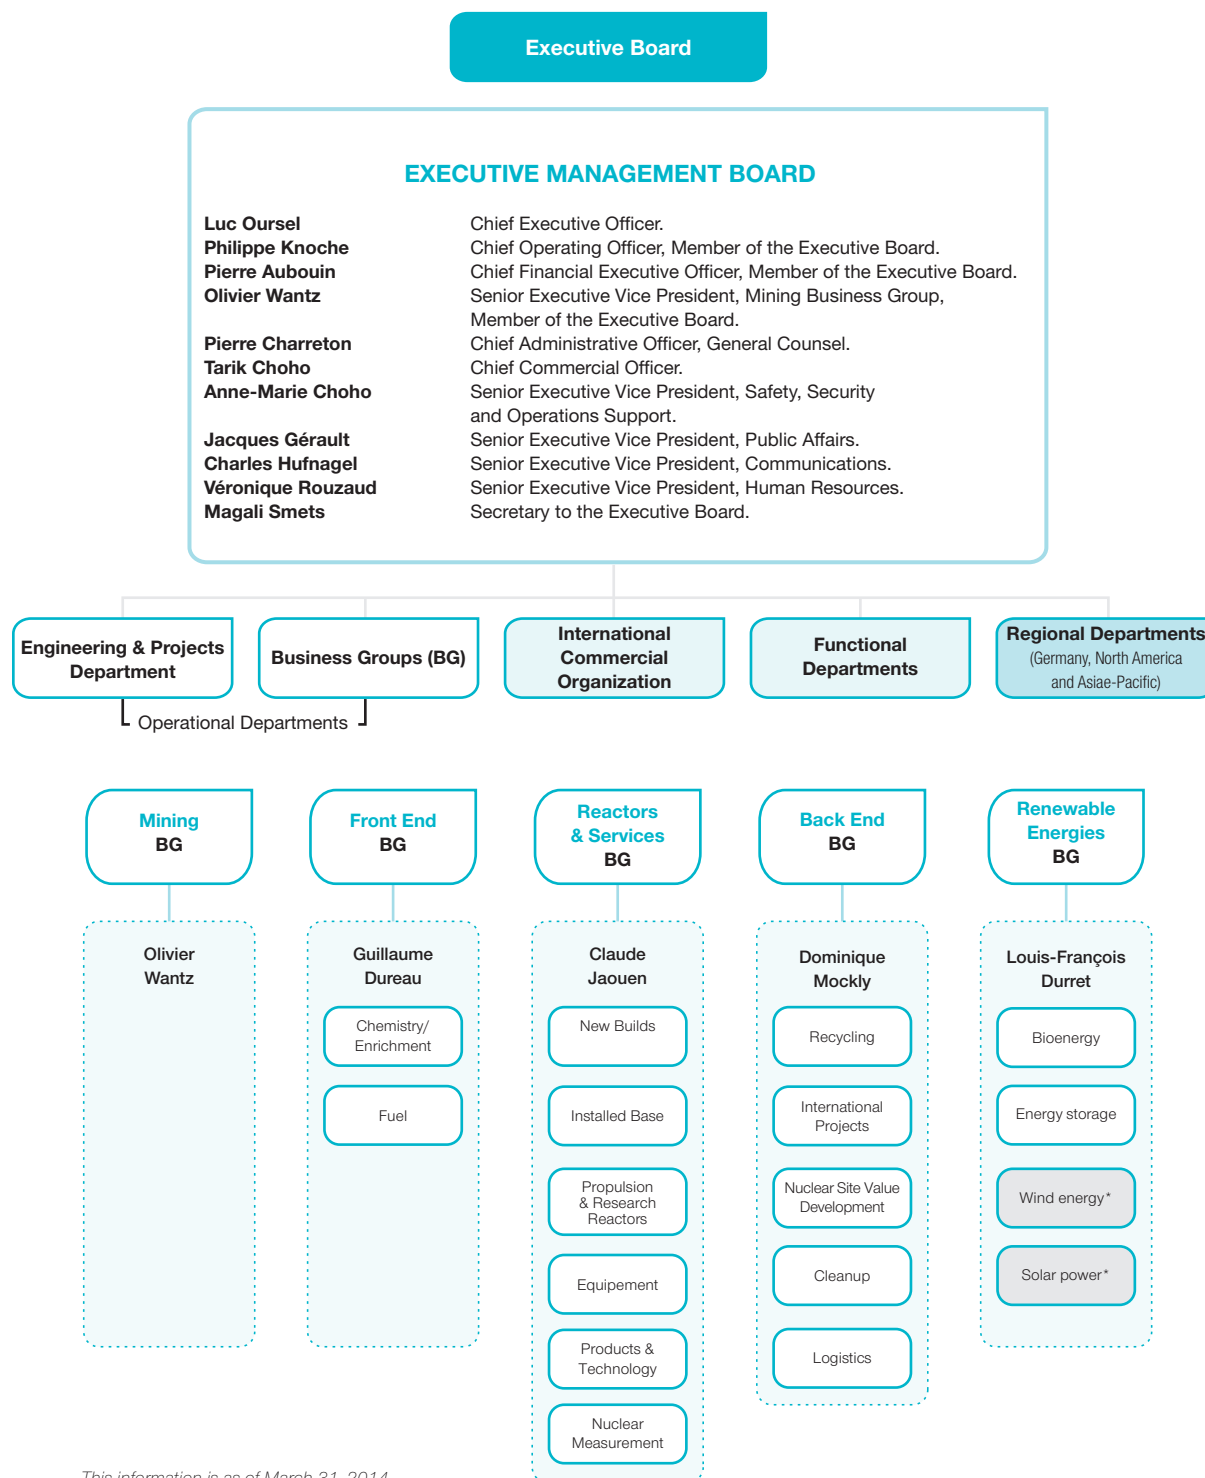 Executive Board
EXECUTIVE MANAGEMENT BOARD
Luc Oursel Chief Executive Officer.
Philippe Knoche Chief Operating Officer, Member of the Executive Board.
Pierre Aubouin Chief Financial Executive Officer, Member of the Executive Board.
Olivier Wantz Senior Executive Vice President, Mining Business Group,
Member of the Executive Board.
Pierre Charreton Chief Administrative Officer, General Counsel.
Tarik Choho Chief Commercial Officer.
Anne-Marie Choho Senior Executive Vice President, Safety, Security
and Operations Support.
Jacques Gérault Senior Executive Vice President, Public Affairs.
Charles Hufnagel Senior Executive Vice President, Communications.
Véronique Rouzaud Senior Executive Vice President, Human Resources.
Magali Smets Secretary to the Executive Board.
Engineering & Projects
Department
Business Groups (BG)
International
Commercial
Organization
Functional
Departments
Regional Departments
(Germany, North America
and Asiae-Pacific)
Operational Departments
Mining
BG
Front End
BG
Reactors
& Services
BG
Back End
BG
Renewable
Energies
BG
Olivier
Wantz
Guillaume
Dureau
Chemistry/
Enrichment
Fuel
Claude
Jaouen
New Builds
Installed Base
Propulsion
& Research
Reactors
Equipement
Products &
Technology
Nuclear
Measurement
Dominique
Mockly
Recycling
International
Projects
Nuclear Site Value
Development
Cleanup
Logistics
Louis-François
Durret
Bioenergy
Energy storage
Wind energy*
Solar power*
This information is as of March 31, 2014